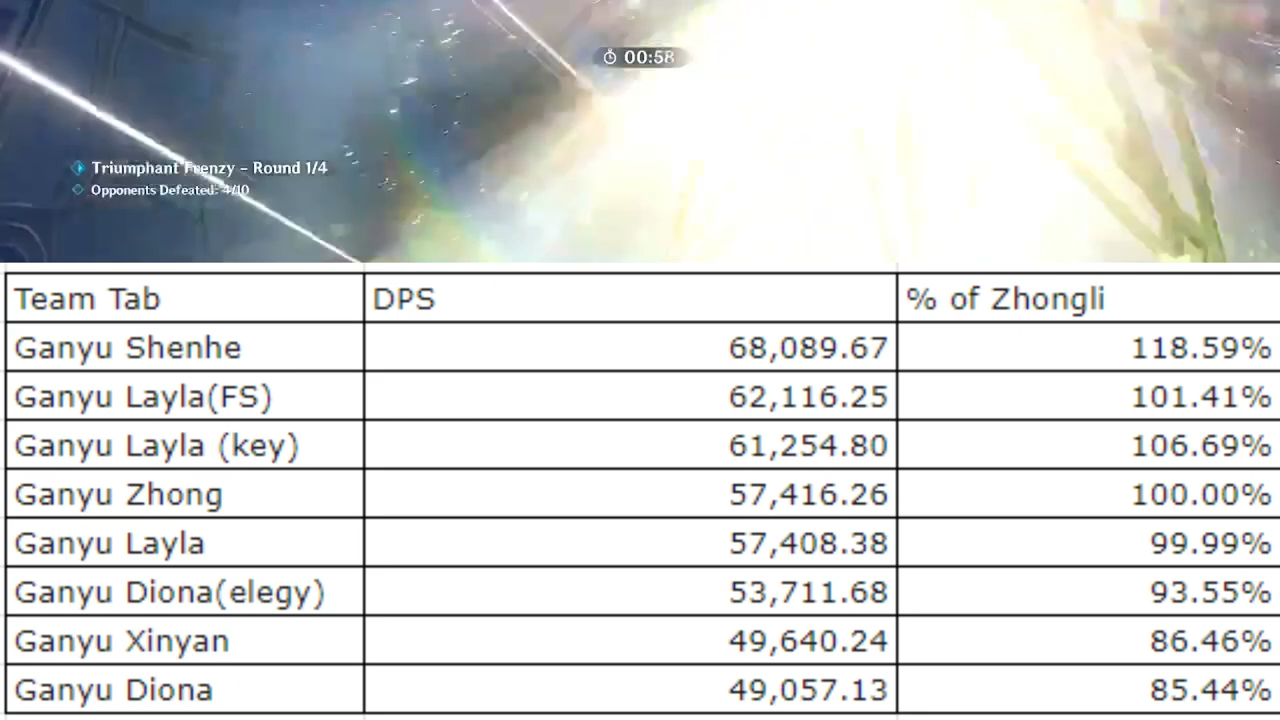 00:58
Triumphant Frenzy – Round 1/4
Opponents Defeated: 4/10
Team Tab DPS % of Zhongli
Ganyu Shenhe 68,089.67 118.59%
Ganyu Layla(FS) 62,116.25 101.41%
Ganyu Layla (key) 61,254.80 106.69%
Ganyu Zhong 57,416.26 100.00%
Ganyu Layla 57,408.38 99.99%
Ganyu Diona(elegy) 53,711.68 93.55%
Ganyu Xinyan 49,640.24 86.46%
Ganyu Diona 49,057.13 85.44%